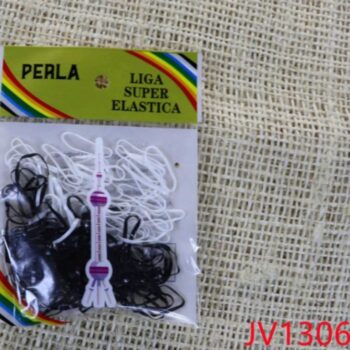 PERLA
LIGA
SUPER
ELASTICA
JV1306